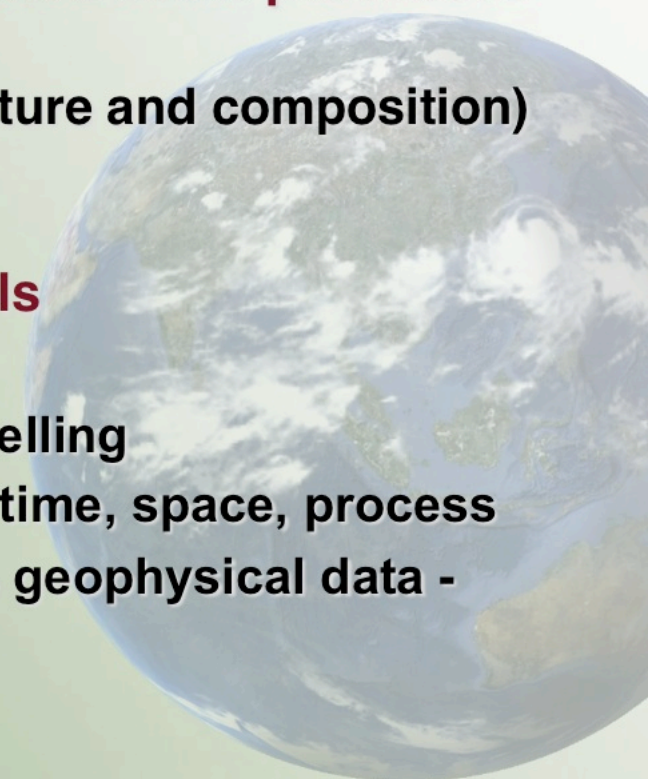 ture and composition)
ls
elling
time, space, process
geophysical data -